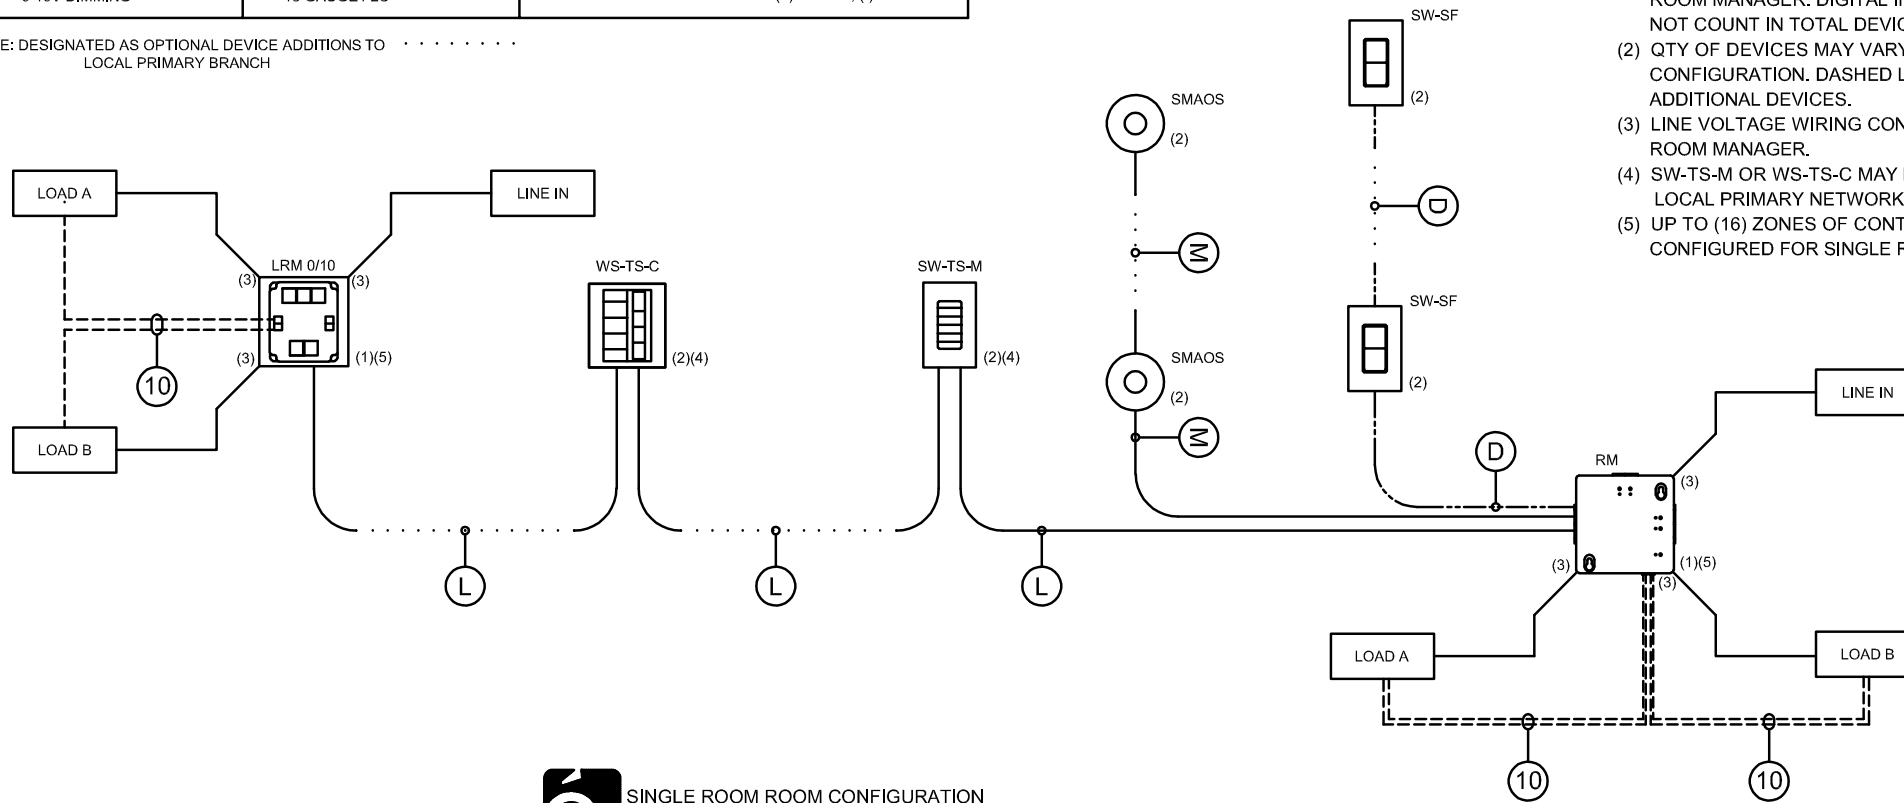 (2)
E: DESIGNATED AS OPTIONAL DEVICE ADDITIONS TO
LOCAL PRIMARY BRANCH
ROOM MANAGER. DIGITAL I
NOT COUNT IN TOTAL DEVIC
(2) QTY OF DEVICES MAY VARY
CONFIGURATION. DASHED L
ADDITIONAL DEVICES.
(3) LINE VOLTAGE WIRING CON
ROOM MANAGER.
(4) SW-TS-M OR WS-TS-C MAY
LOCAL PRIMARY NETWORK
(5) UP TO (16) ZONES OF CONT
CONFIGURED FOR SINGLE R
SW-SF
(2)
SMAOS
(2)
D
M
LOAD A
LINE IN
LRM 0/10
(3)
(3)
(3)
(1)(5)
10
LOAD B
WS-TS-C
(2)(4)
SW-TS-M
(2)(4)
SMAOS
(2)
M
SW-SF
(2)
LINE IN
D
RM
(3)
(3)
(1)(5)
(3)
L
L
L
LOAD A
LOAD B
10
10
SINGLE ROOM ROOM CONFIGURATION